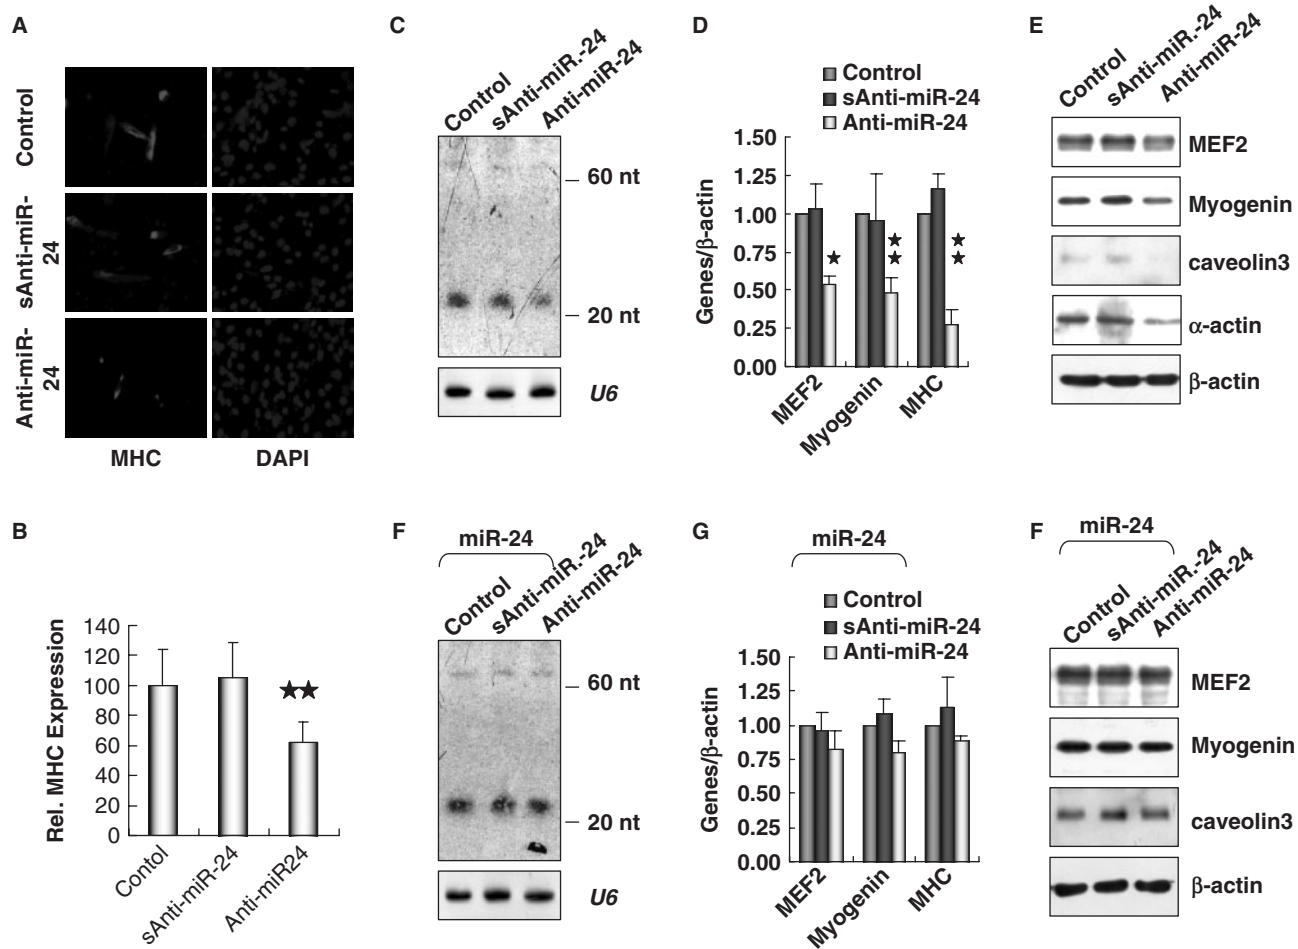 A
Control
sAnti-miR-
24
Anti-miR-
24
MHC
DAPI
B
Rel. MHC Expression
140
120
100
80
60
40
20
0
★★
Contol
sAnti-miR-24
Anti-miR24
C
Control
sAnti-miR.-24
Anti-miR-24
60 nt
20 nt
U6
D
Control
sAnti-miR-24
Anti-miR-24
Genes/β-actin
1.50
1.25
1.00
0.75
0.50
0.25
0.00
★
★
★
★
★
MEF2
Myogenin
MHC
E
Control
sAnti-miR.-24
Anti-miR-24
MEF2
Myogenin
caveolin3
α-actin
β-actin
F
miR-24
Control
sAnti-miR.-24
Anti-miR-24
60 nt
20 nt
U6
G
miR-24
Control
sAnti-miR-24
Anti-miR-24
Genes/β-actin
1.50
1.25
1.00
0.75
0.50
0.25
0.00
MEF2
Myogenin
MHC
F
miR-24
Control
sAnti-miR.-24
Anti-miR-24
MEF2
Myogenin
caveolin3
β-actin